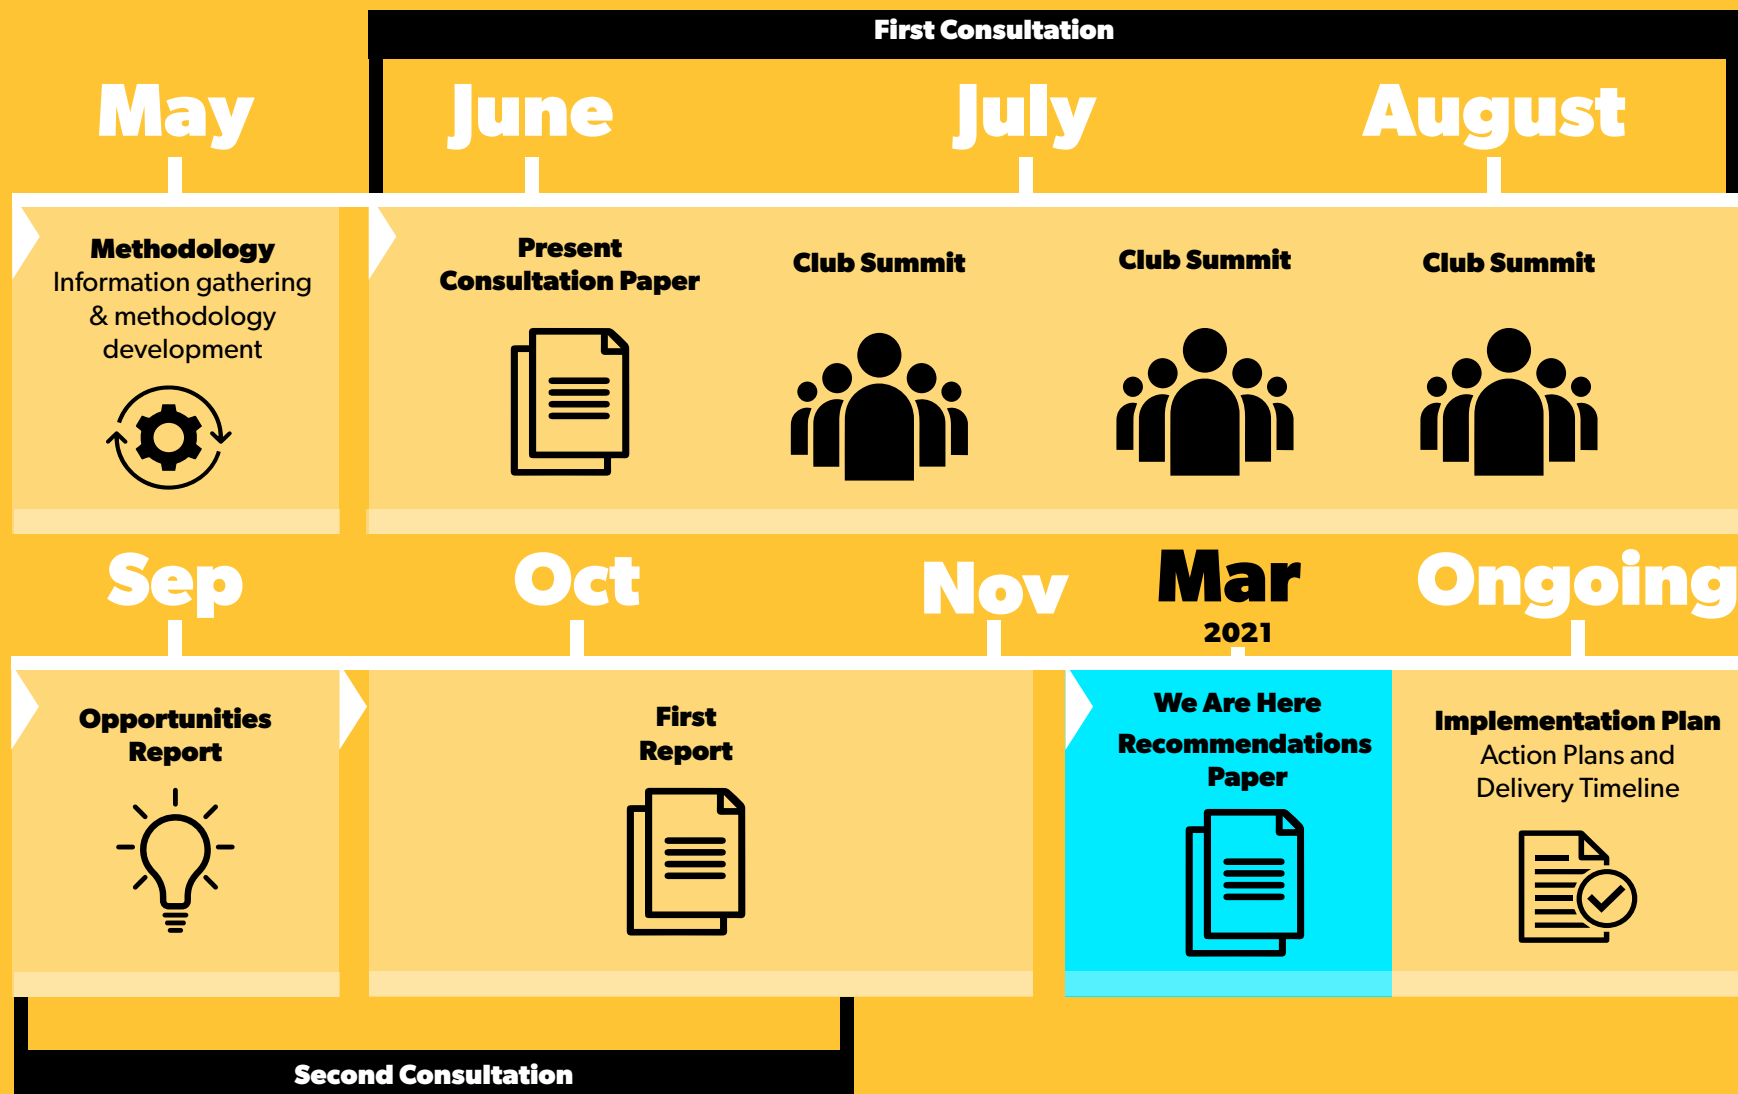 First Consultation
May
June
July
August
Methodology
Information gathering
& methodology
development
Present
Consultation Paper
Club Summit
Club Summit
Club Summit
Sep
Oct
Nov
Mar
2021
Ongoing
Opportunities
Report
First
Report
We Are Here
Recommendations
Paper
Implementation Plan
Action Plans and
Delivery Timeline
Second Consultation